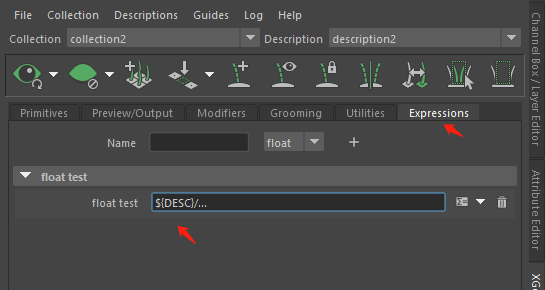 File Collection Descriptions Guides Log Help
Collection collection2 Description description2
Primitives Preview/Output Modifiers Grooming Utilities Expressions
Name float +
float test
float test ${DESC}/...
Channel Box / Layer Editor
Attribute Editor